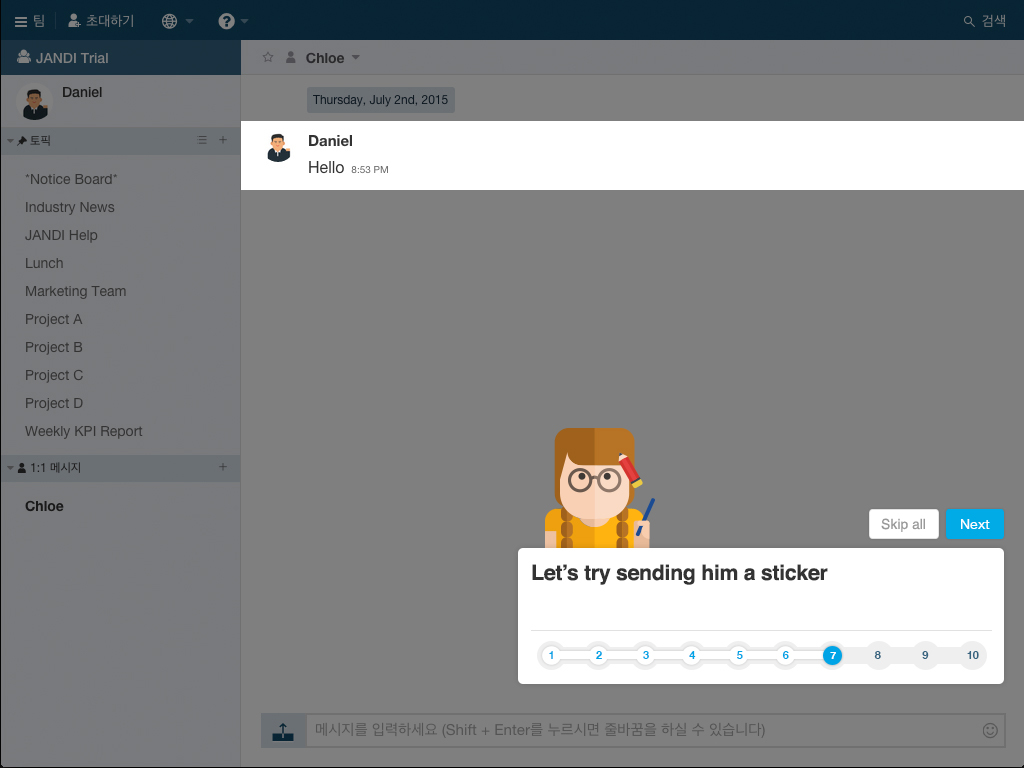 팀 초대하기 검색
JANDI Trial
Chloe
Daniel
Thursday, July 2nd, 2015
토픽
Daniel
Hello 8:53 PM
*Notice Board*
Industry News
JANDI Help
Lunch
Marketing Team
Project A
Project B
Project C
Project D
Weekly KPI Report
1:1 메시지
Chloe
Skip all Next
Let's try sending him a sticker
1 2 3 4 5 6 7 8 9 10
메시지를 입력하세요 (Shift + Enter를 누르시면 줄바꿈을 하실 수 있습니다)